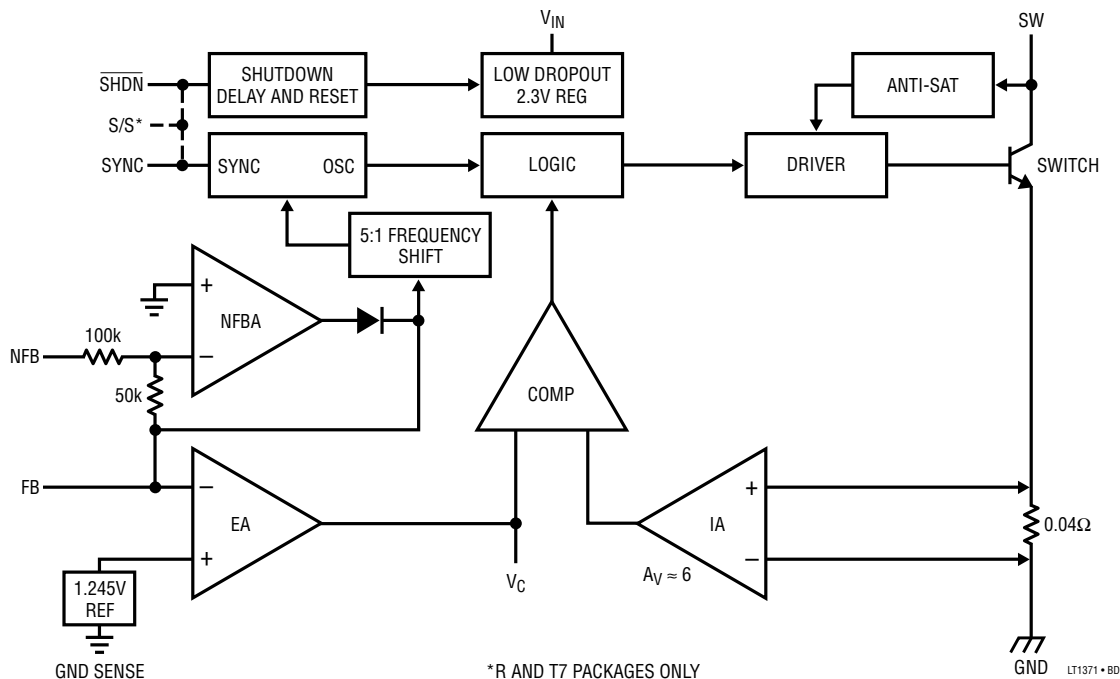 V_IN
SW
SHDN
SHUTDOWN
DELAY AND RESET
LOW DROPOUT
2.3V REG
ANTI-SAT
S/S*
SYNC
SYNC
OSC
LOGIC
DRIVER
SWITCH
5:1 FREQUENCY
SHIFT
+
NFBA
−
100k
NFB
50k
COMP
FB
−
EA
+
+
IA
−
0.04Ω
A_V ≈ 6
1.245V
REF
V_C
GND SENSE
*R AND T7 PACKAGES ONLY
GND
LT1371 • BD